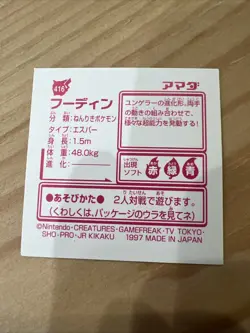 416
アマダ
フーディン
分類：ねんりきポケモン
タイプ：エスパー
身長：1.5m
体重：48.0kg
進化：
ユンゲラーの進化形。両手
の動きの組み合わせで、
様々な超能力を発動する！
出現ソフト 赤 緑 青
●あそびかた● 2人対戦で遊びます。
（くわしくは、パッケージのウラを見てネ）
©Nintendo･CREATURES･GAMEFREAK･TV TOKYO･
SHO･PRO･JR KIKAKU 1997 MADE IN JAPAN